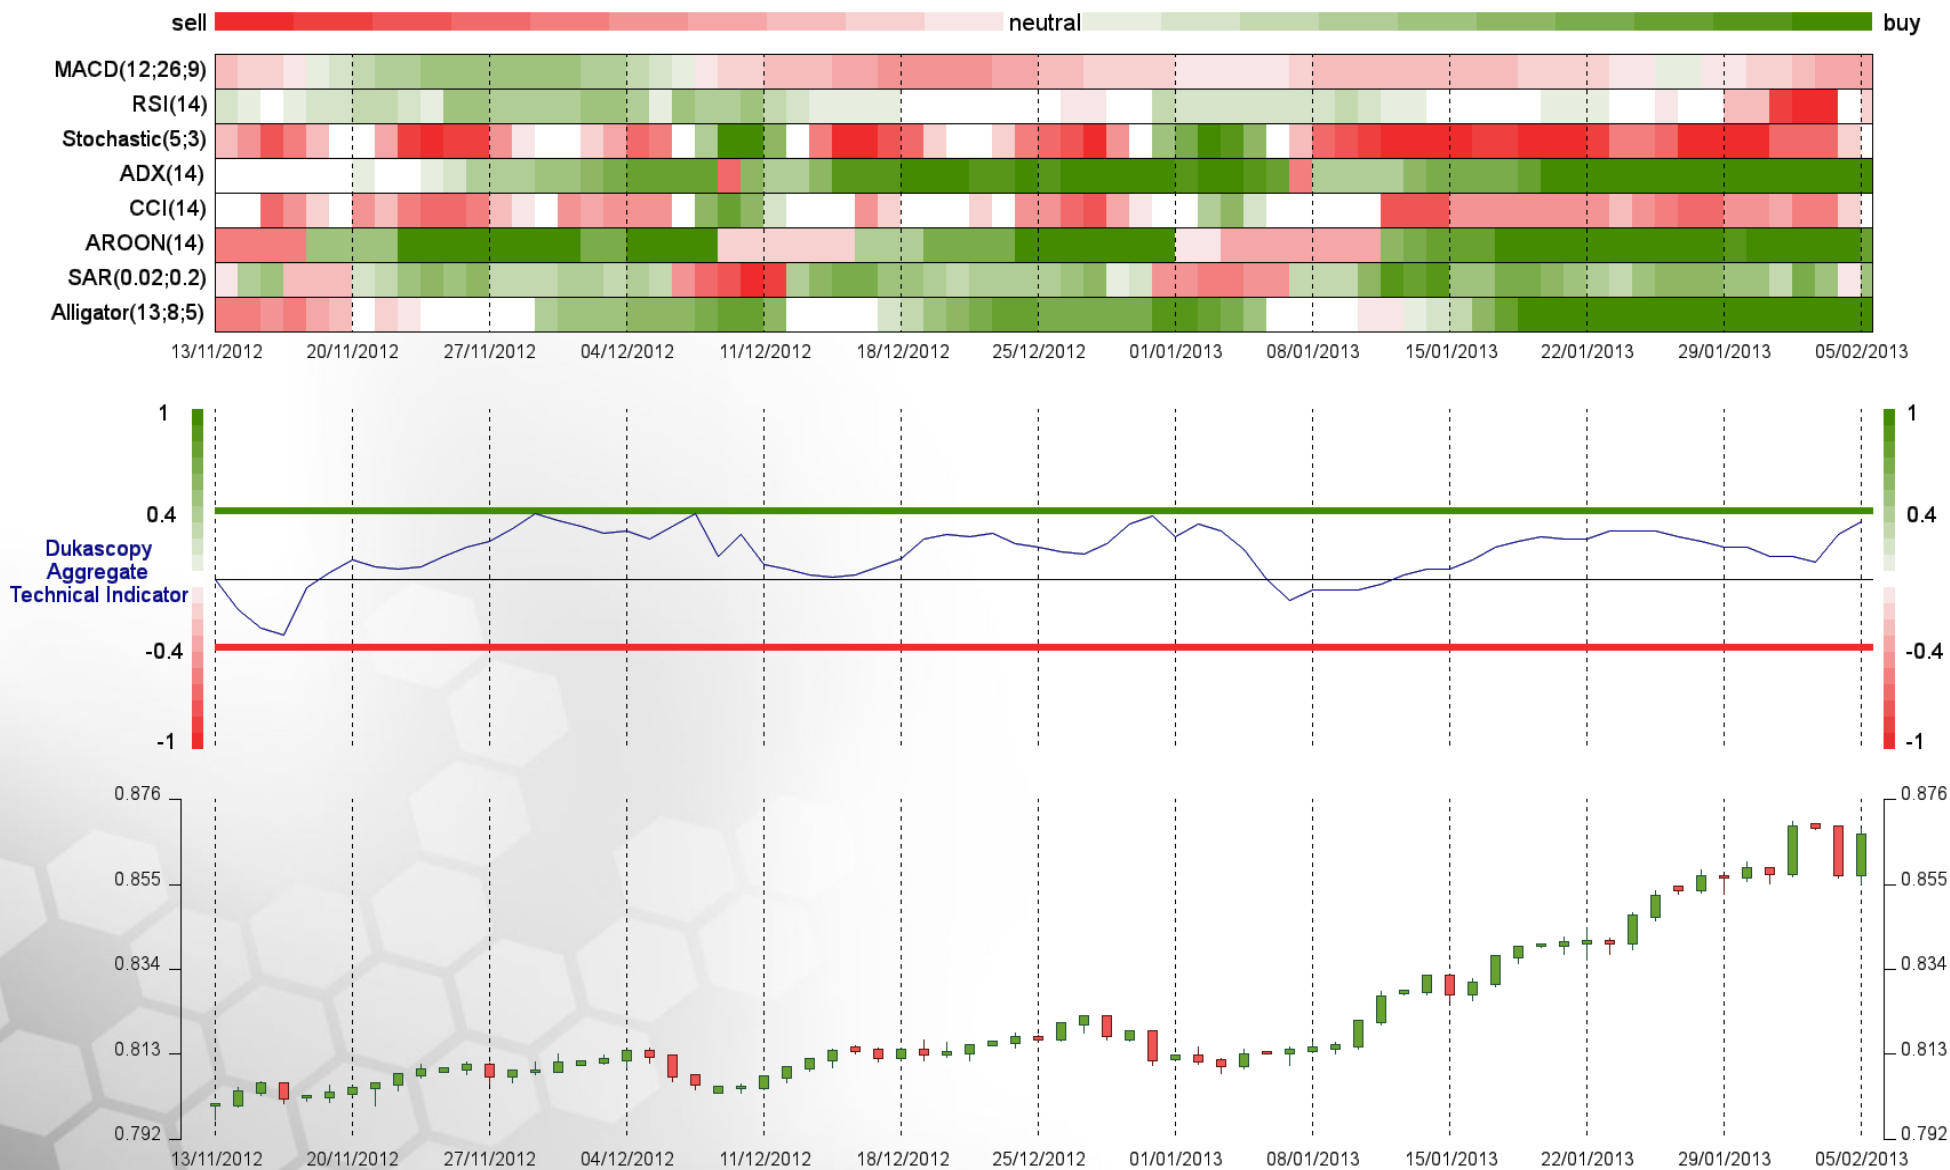 sell neutral buy
MACD(12;26;9)
RSI(14)
Stochastic(5;3)
ADX(14)
CCI(14)
AROON(14)
SAR(0.02;0.2)
Alligator(13;8;5)
13/11/2012 20/11/2012 27/11/2012 04/12/2012 11/12/2012 18/12/2012 25/12/2012 01/01/2013 08/01/2013 15/01/2013 22/01/2013 29/01/2013 05/02/2013
1 1
0.4 0.4
Dukascopy
Aggregate
Technical Indicator
-0.4 -0.4
-1 -1
0.876 0.876
0.855 0.855
0.834 0.834
0.813 0.813
0.792 0.792
13/11/2012 20/11/2012 27/11/2012 04/12/2012 11/12/2012 18/12/2012 25/12/2012 01/01/2013 08/01/2013 15/01/2013 22/01/2013 29/01/2013 05/02/2013